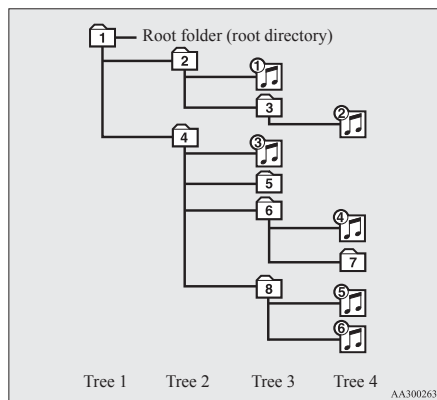 1 Root folder (root directory)
2 ①
3 ②
4 ③
5
6 ④
7
8 ⑤
⑥
Tree 1 Tree 2 Tree 3 Tree 4
AA300263